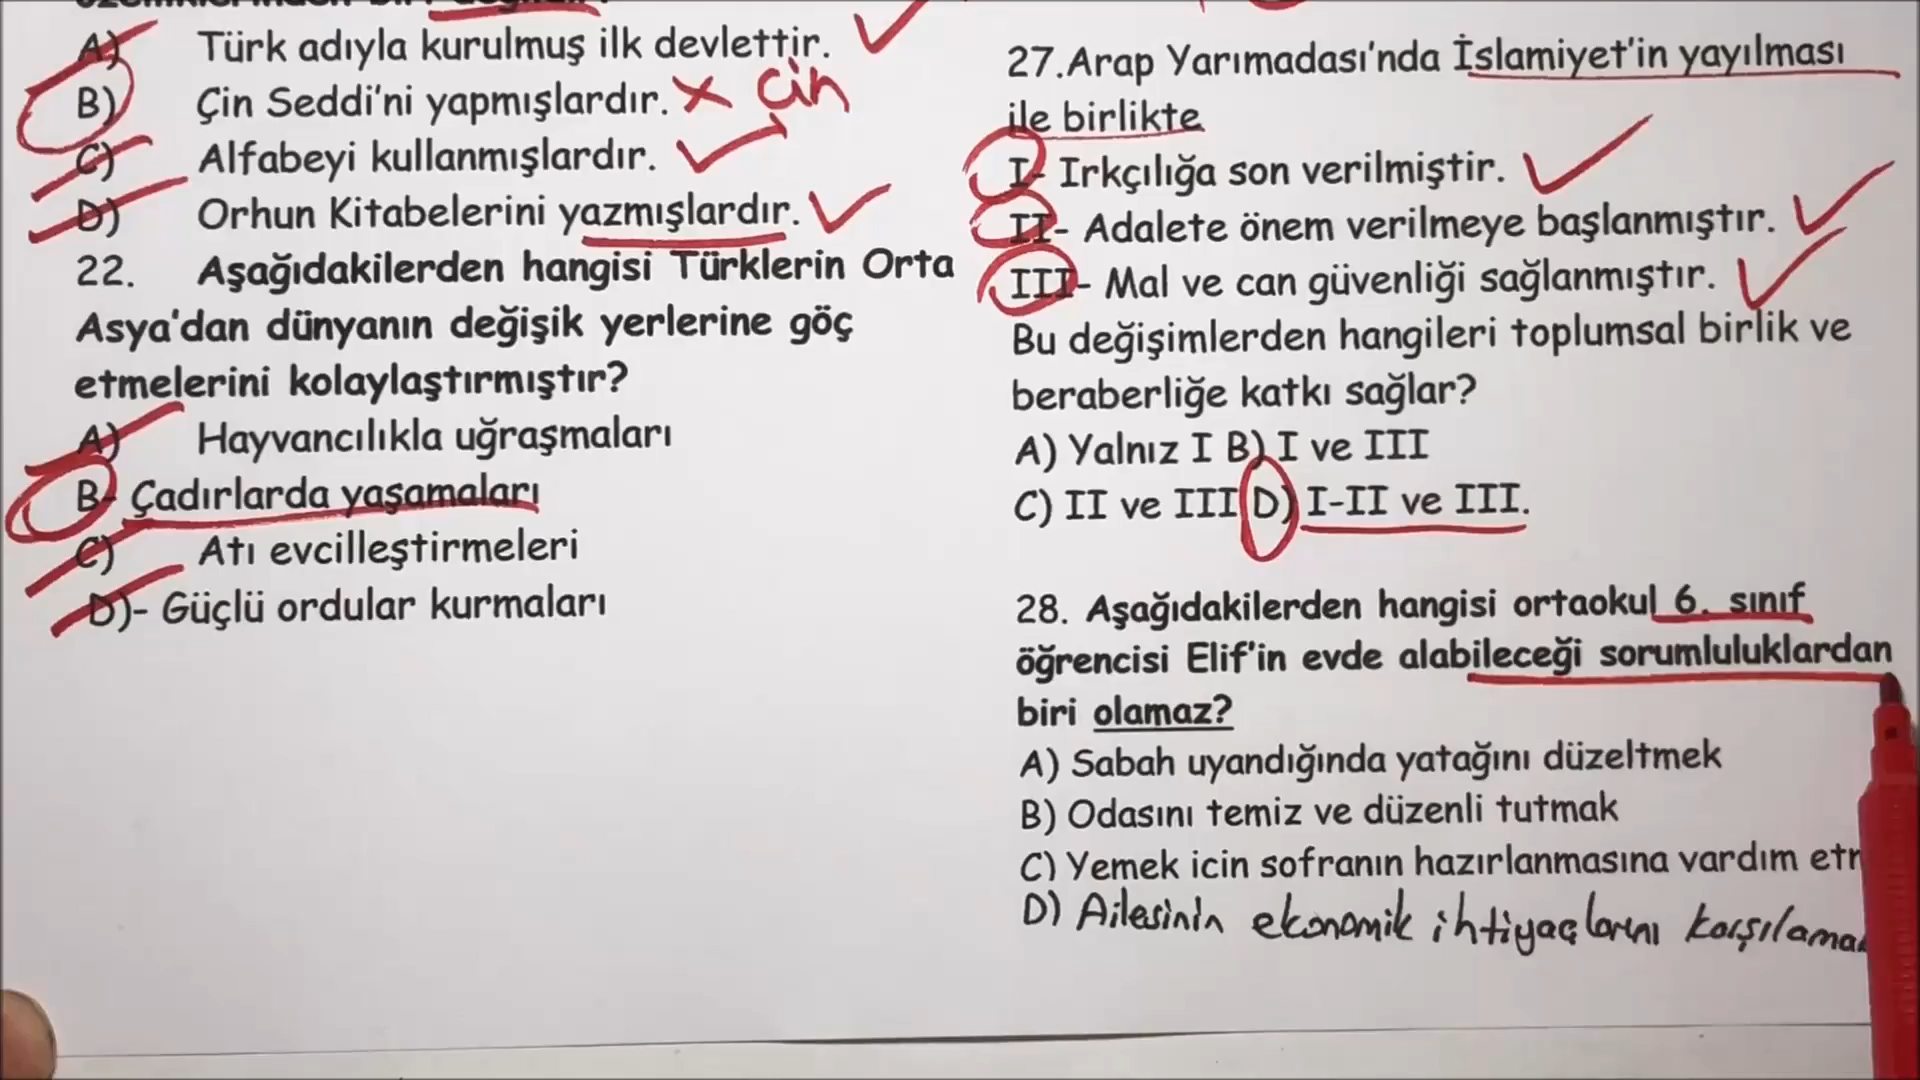 A) Türk adıyla kurulmuş ilk devlettir.
B) Çin Seddi'ni yapmışlardır. X Çin
C) Alfabeyi kullanmışlardır.
D) Orhun Kitabelerini yazmışlardır.
22. Aşağıdakilerden hangisi Türklerin Orta
Asya'dan dünyanın değişik yerlerine göç
etmelerini kolaylaştırmıştır?
A) Hayvancılıkla uğraşmaları
B- Çadırlarda yaşamaları
C) Atı evcilleştirmeleri
D)- Güçlü ordular kurmaları
27.Arap Yarımadası'nda İslamiyet'in yayılması
ile birlikte
I- Irkçılığa son verilmiştir.
II- Adalete önem verilmeye başlanmıştır.
III- Mal ve can güvenliği sağlanmıştır.
Bu değişimlerden hangileri toplumsal birlik ve
beraberliğe katkı sağlar?
A) Yalnız I B) I ve III
C) II ve III D) I-II ve III.
28. Aşağıdakilerden hangisi ortaokul 6. sınıf
öğrencisi Elif'in evde alabileceği sorumluluklardan
biri olamaz?
A) Sabah uyandığında yatağını düzeltmek
B) Odasını temiz ve düzenli tutmak
C) Yemek icin sofranın hazırlanmasına vardım
D) Ailesinin ekonomik ihtiyaçlarını